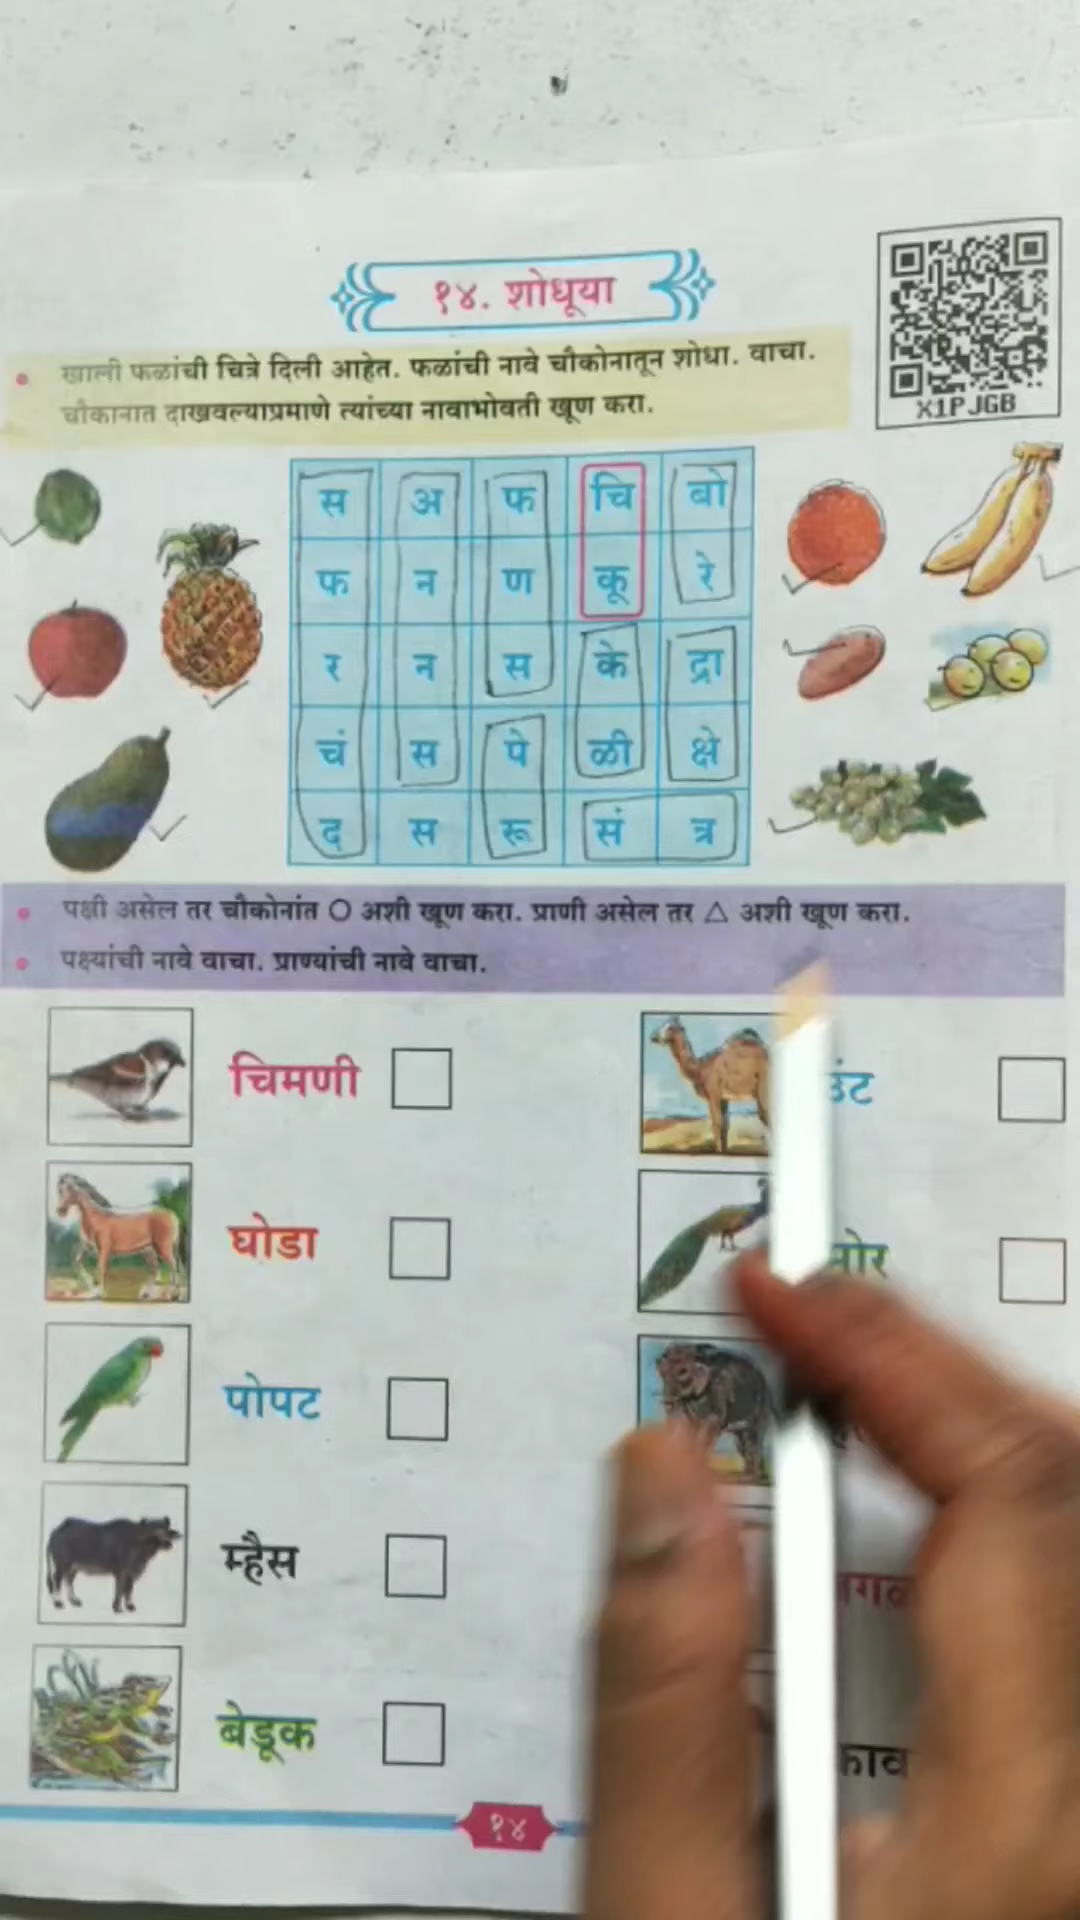 १४. शोधूया
X1PJGB
खाली फळांची चित्रे दिली आहेत. फळांची नावे चौकोनातून शोधा. वाचा.
चौकानात दाखवल्याप्रमाणे त्यांच्या नावाभोवती खूण करा.
स अ फ चि बो
फ न ण कू रे
र न स के द्रा
चं स पे ळी क्षे
द स रू सं त्र
पक्षी असेल तर चौकोनांत O अशी खूण करा. प्राणी असेल तर △ अशी खूण करा.
पक्ष्यांची नावे वाचा. प्राण्यांची नावे वाचा.
चिमणी
उंट
घोडा
मोर
पोपट
म्हैस
बेडूक
१४